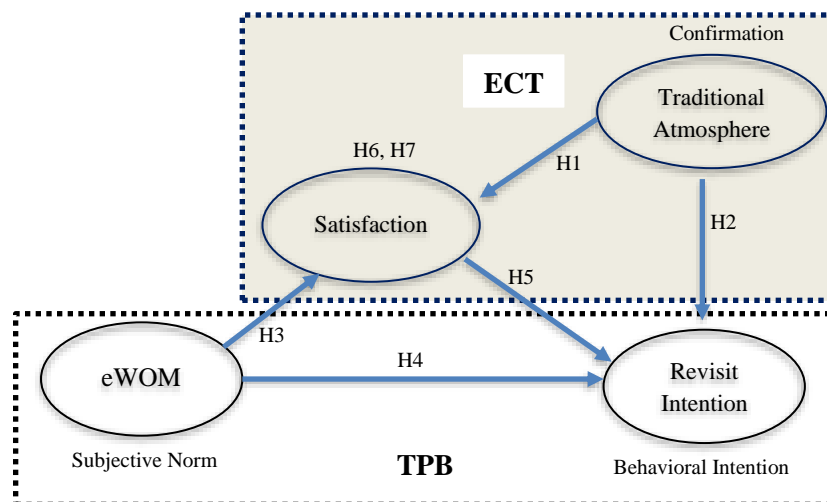 Confirmation
ECT
Traditional
Atmosphere
H6, H7
H1
Satisfaction
H2
H5
H3
eWOM
H4
Revisit
Intention
Subjective Norm
TPB
Behavioral Intention